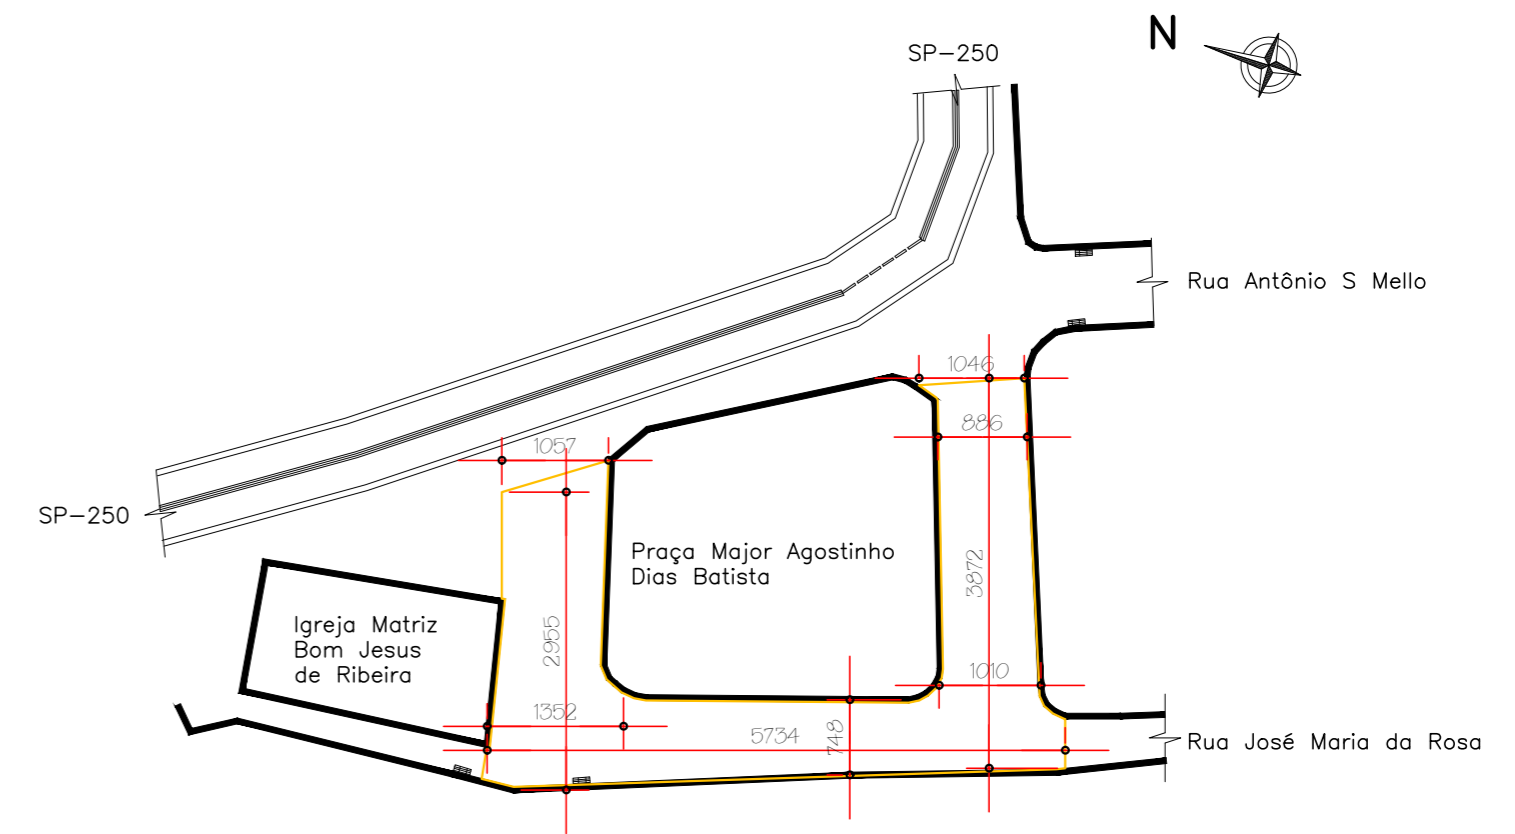 N
SP-250
Rua Antônio S Mello
1046
886
1057
SP-250
Praça Major Agostinho
Dias Batista
3872
Igreja Matriz
Bom Jesus
de Ribeira
2955
1010
1352
5734
748
Rua José Maria da Rosa